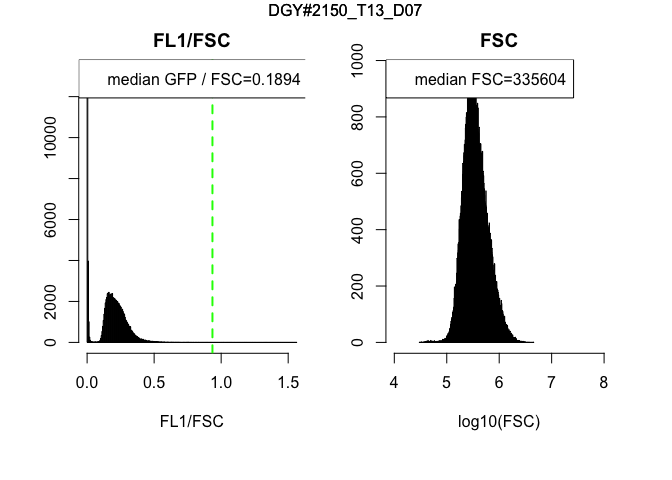 DGY#2150_T13_D07
FL1/FSC
median GFP / FSC=0.1894
0
2000
6000
10000
0.0 0.5 1.0 1.5
FL1/FSC
FSC
median FSC=335604
0
200
400
600
800
1000
4 5 6 7 8
log10(FSC)